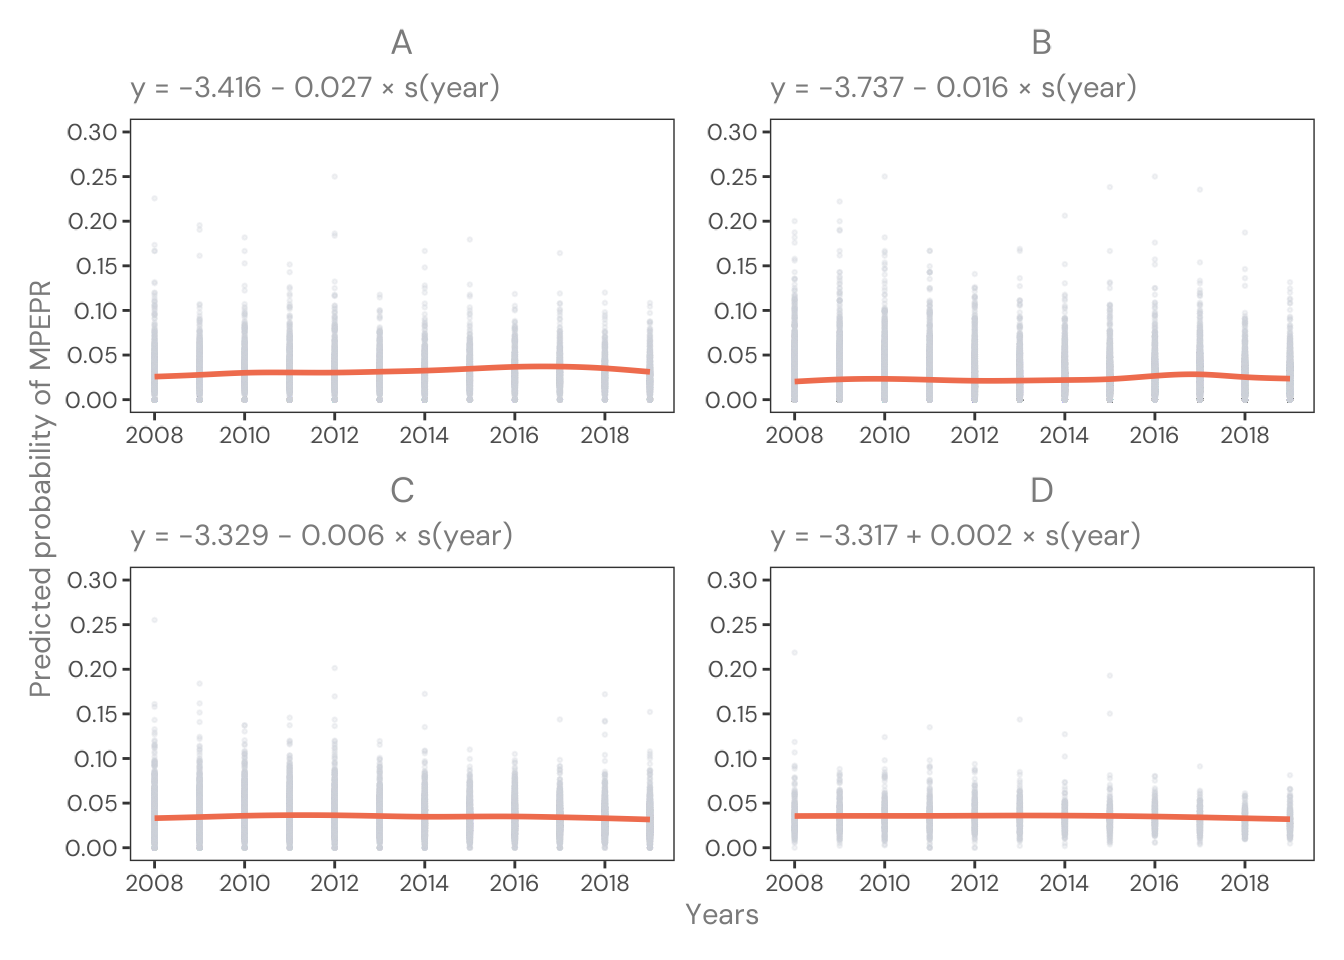 A
y = −3.416 − 0.027 × s(year)
0.30
0.25
0.20
0.15
0.10
0.05
0.00
2008 2010 2012 2014 2016 2018
B
y = −3.737 − 0.016 × s(year)
0.30
0.25
0.20
0.15
0.10
0.05
0.00
2008 2010 2012 2014 2016 2018
Predicted probability of MPEPR
C
y = −3.329 − 0.006 × s(year)
0.30
0.25
0.20
0.15
0.10
0.05
0.00
2008 2010 2012 2014 2016 2018
D
y = −3.317 + 0.002 × s(year)
0.30
0.25
0.20
0.15
0.10
0.05
0.00
2008 2010 2012 2014 2016 2018
Years